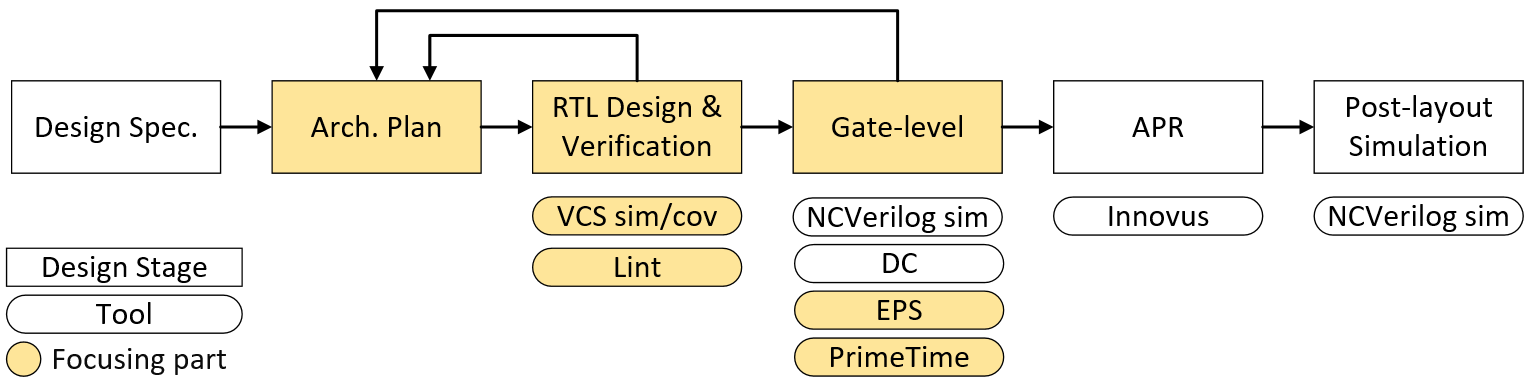 Design Spec.
Arch. Plan
RTL Design &
Verification
Gate-level
APR
Post-layout
Simulation
VCS sim/cov
Lint
NCVerilog sim
DC
EPS
PrimeTime
Innovus
NCVerilog sim
Design Stage
Tool
Focusing part